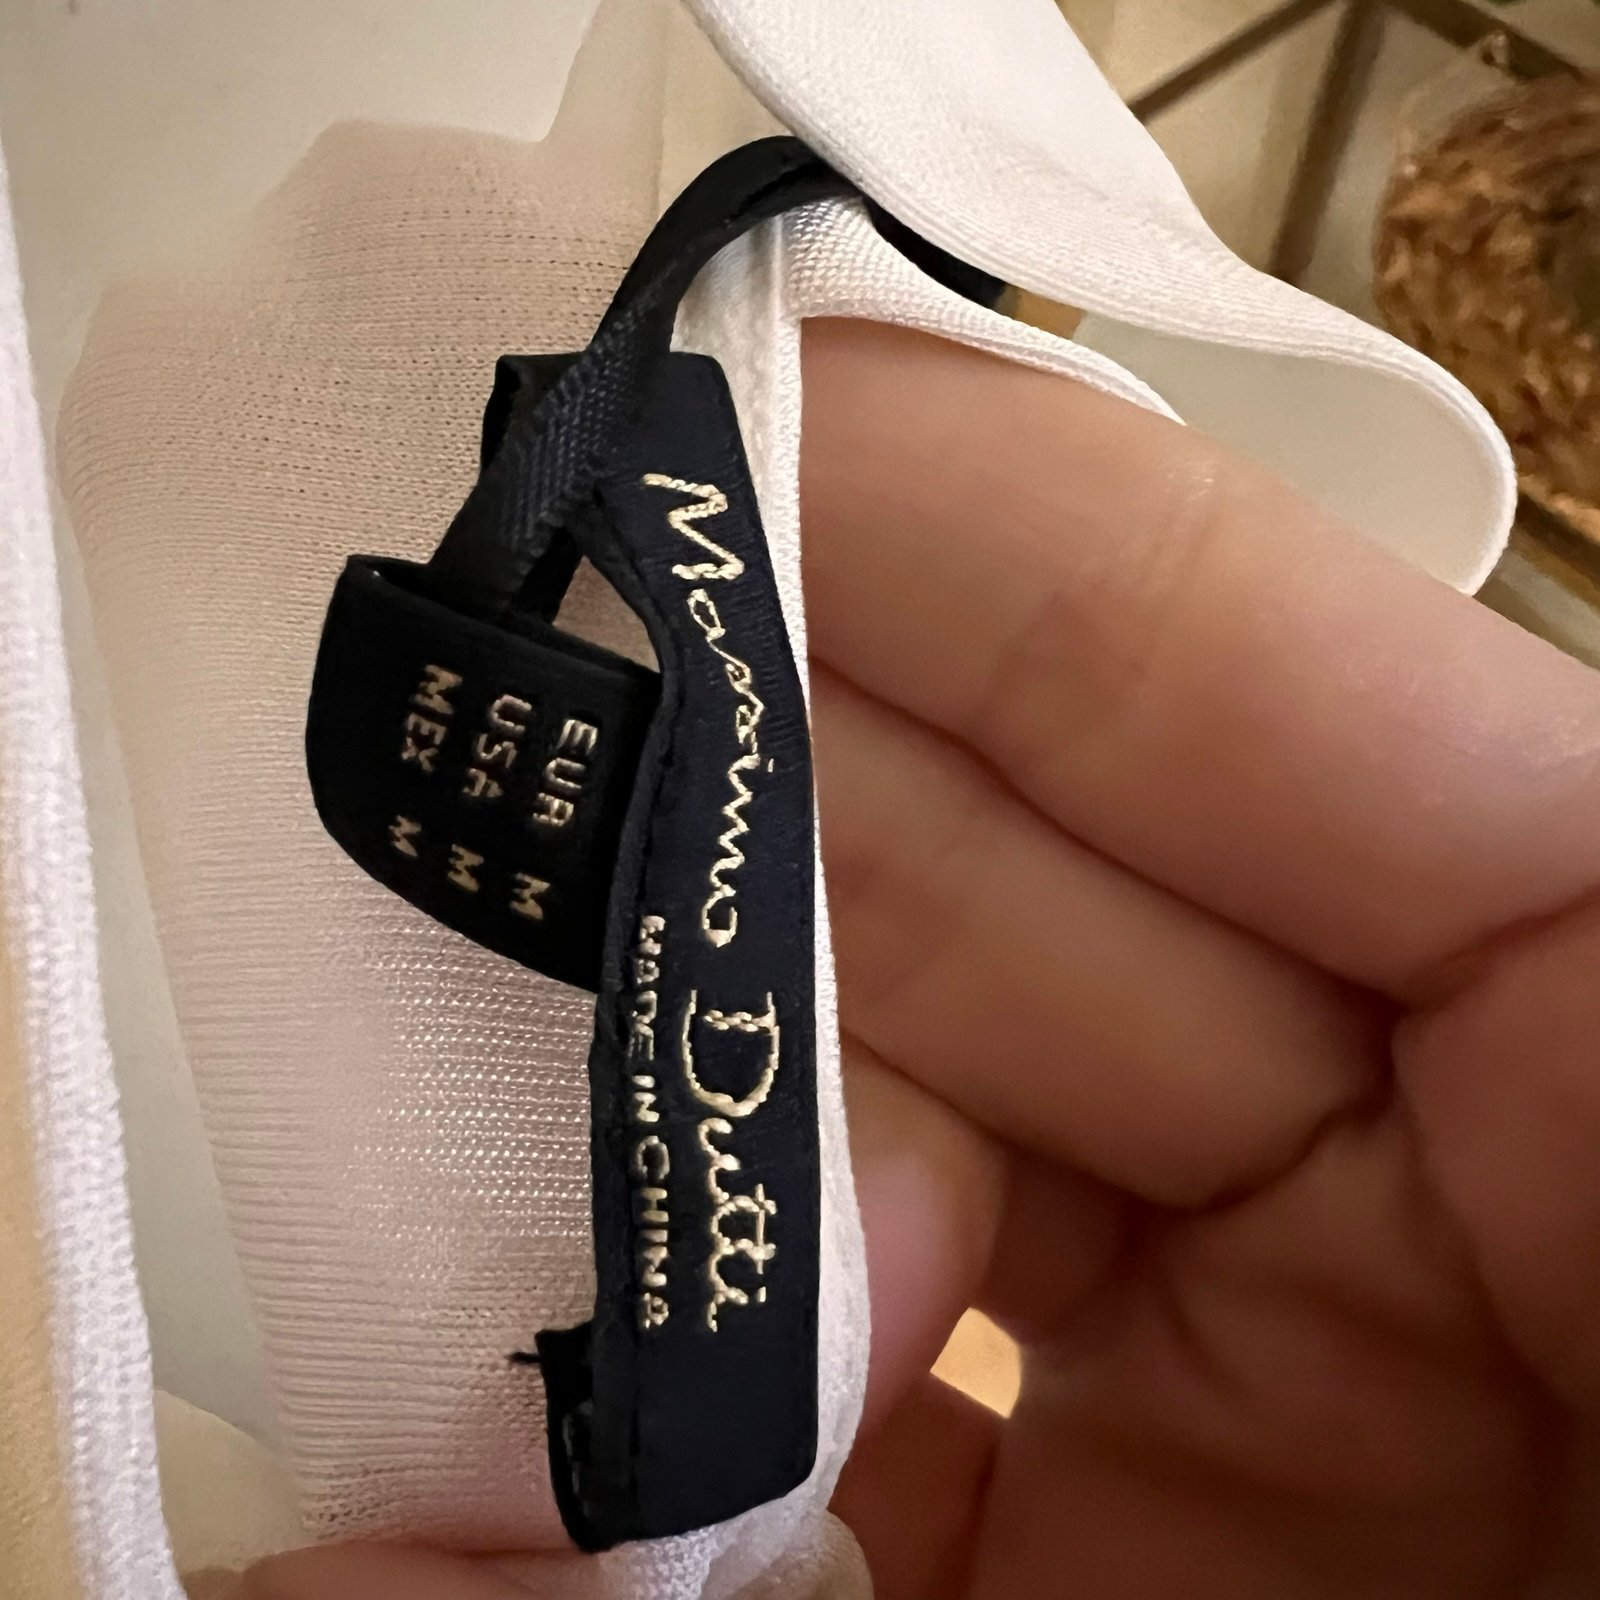 Massimo Dutti
MADE IN CHINA
EUR M
USA M
MEX M